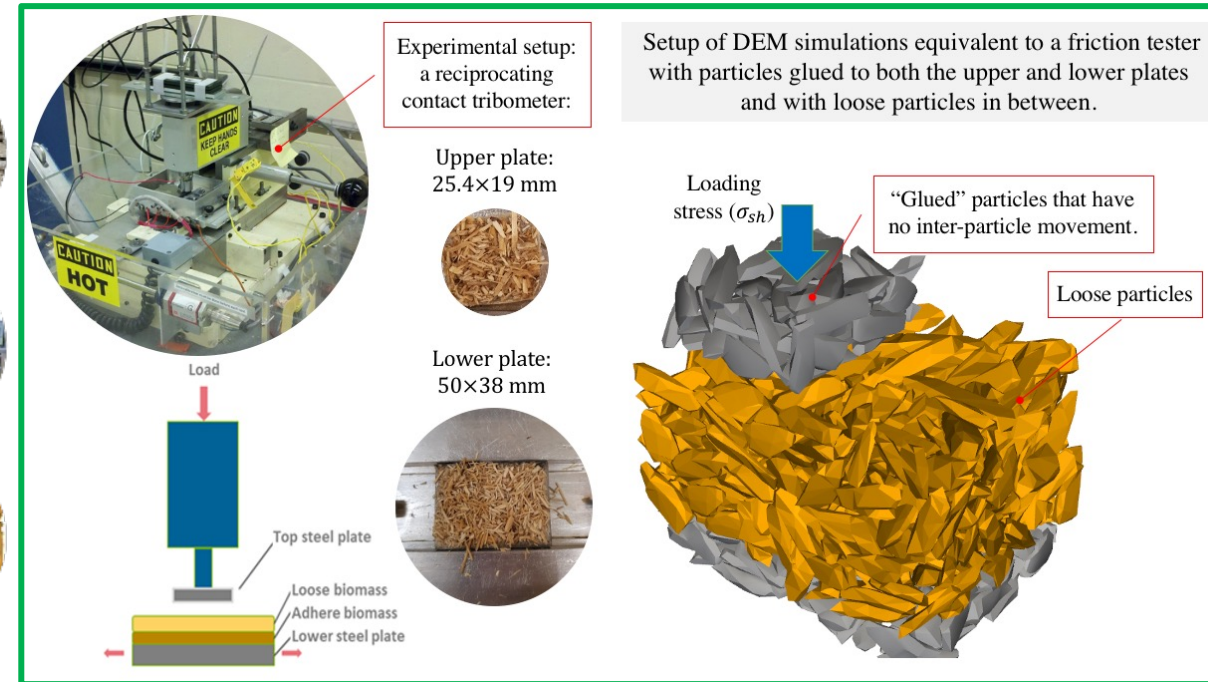 Experimental setup:
a reciprocating
contact tribometer:
CAUTION
KEEP HANDS
CLEAR
CAUTION
HOT
Upper plate:
25.4×19 mm
Lower plate:
50×38 mm
Load
Top steel plate
Loose biomass
Adhere biomass
Lower steel plate
Setup of DEM simulations equivalent to a friction tester
with particles glued to both the upper and lower plates
and with loose particles in between.
Loading
stress (σ_sh)
“Glued” particles that have
no inter-particle movement.
Loose particles